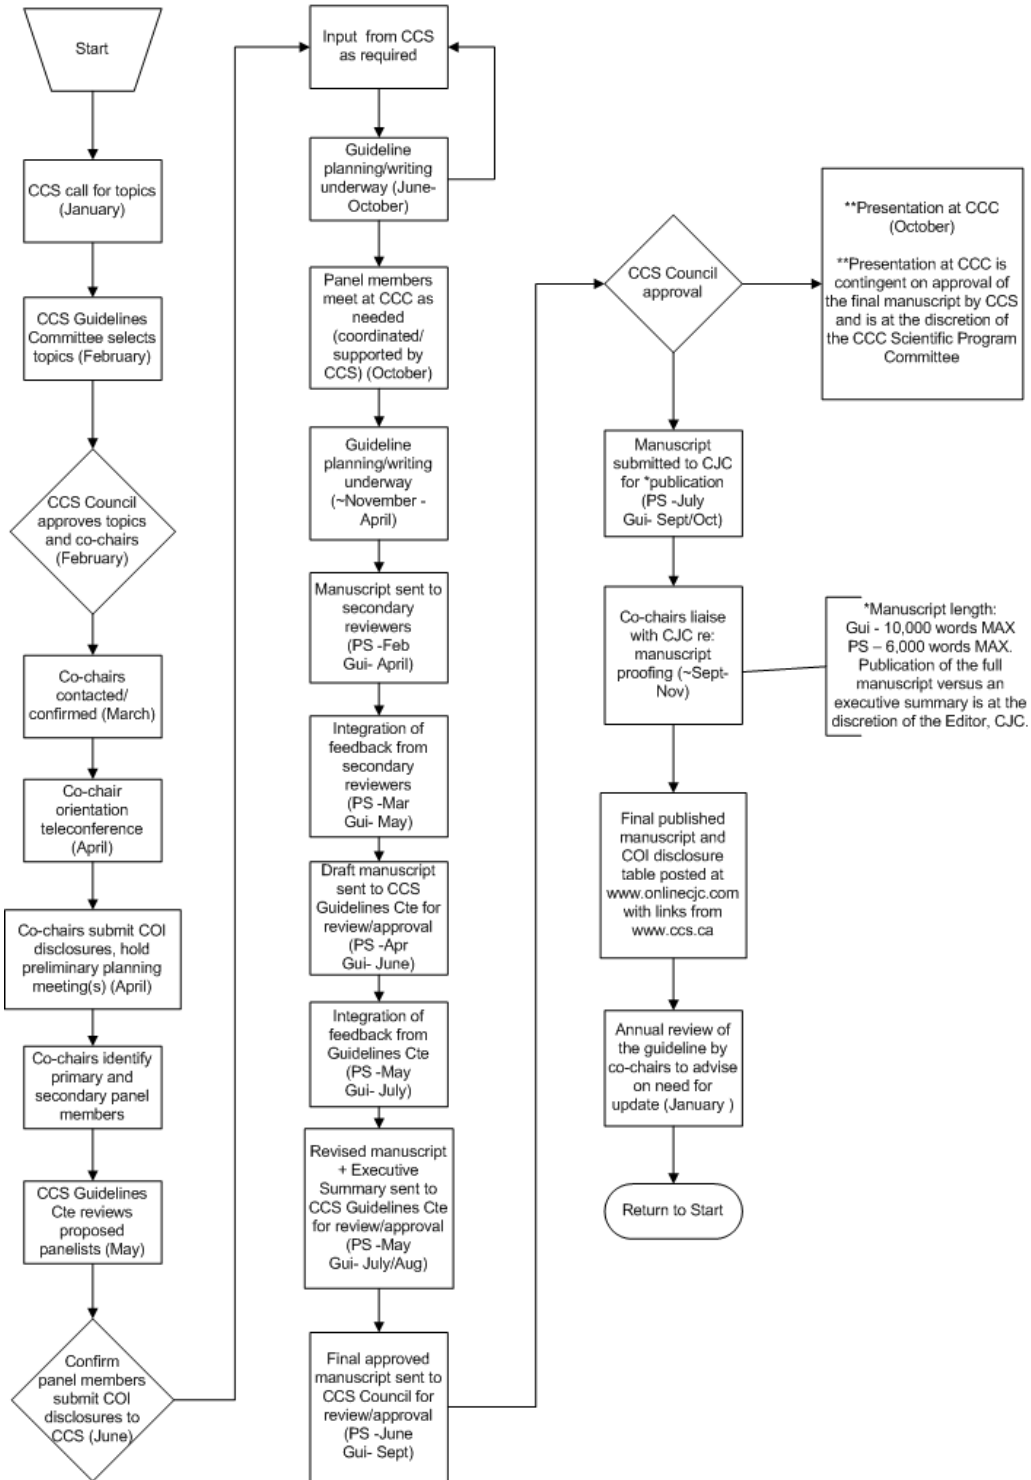 Start
CCS call for topics
(January)
CCS Guidelines
Committee selects
topics (February)
CCS Council
approves topics
and co-chairs
(February)
Co-chairs
contacted/
confirmed (March)
Co-chair
orientation
teleconference
(April)
Co-chairs submit COI
disclosures, hold
preliminary planning
meeting(s) (April)
Co-chairs identify
primary and
secondary panel
members
CCS Guidelines
Cte reviews
proposed
panelists (May)
Confirm
panel members
submit COI
disclosures to
CCS (June)
Input from CCS
as required
Guideline
planning/writing
underway (June-
October)
Panel members
meet at CCC as
needed
(coordinated/
supported by
CCS) (October)
Guideline
planning/writing
underway
(~November -
April)
Manuscript sent to
secondary
reviewers
(PS -Feb
Gui- April)
Integration of
feedback from
secondary
reviewers
(PS -Mar
Gui- May)
Draft manuscript
sent to CCS
Guidelines Cte for
review/approval
(PS -Apr
Gui- June)
Integration of
feedback from
Guidelines Cte
(PS -May
Gui- July)
Revised manuscript
+ Executive
Summary sent to
CCS Guidelines Cte
for review/approval
(PS -May
Gui- July/Aug)
Final approved
manuscript sent to
CCS Council for
review/approval
(PS -June
Gui- Sept)
CCS Council
approval
**Presentation at CCC
(October)
**Presentation at CCC is
contingent on approval of
the final manuscript by CCS
and is at the discretion of
the CCC Scientific Program
Committee
Manuscript
submitted to CJC
for *publication
(PS -July
Gui- Sept/Oct)
Co-chairs liaise
with CJC re:
manuscript
proofing (~Sept-
Nov)
*Manuscript length:
Gui - 10,000 words MAX
PS – 6,000 words MAX.
Publication of the full
manuscript versus an
executive summary is at the
discretion of the Editor, CJC.
Final published
manuscript and
COI disclosure
table posted at
www.onlinecjc.com
with links from
www.ccs.ca
Annual review of
the guideline by
co-chairs to advise
on need for
update (January )
Return to Start